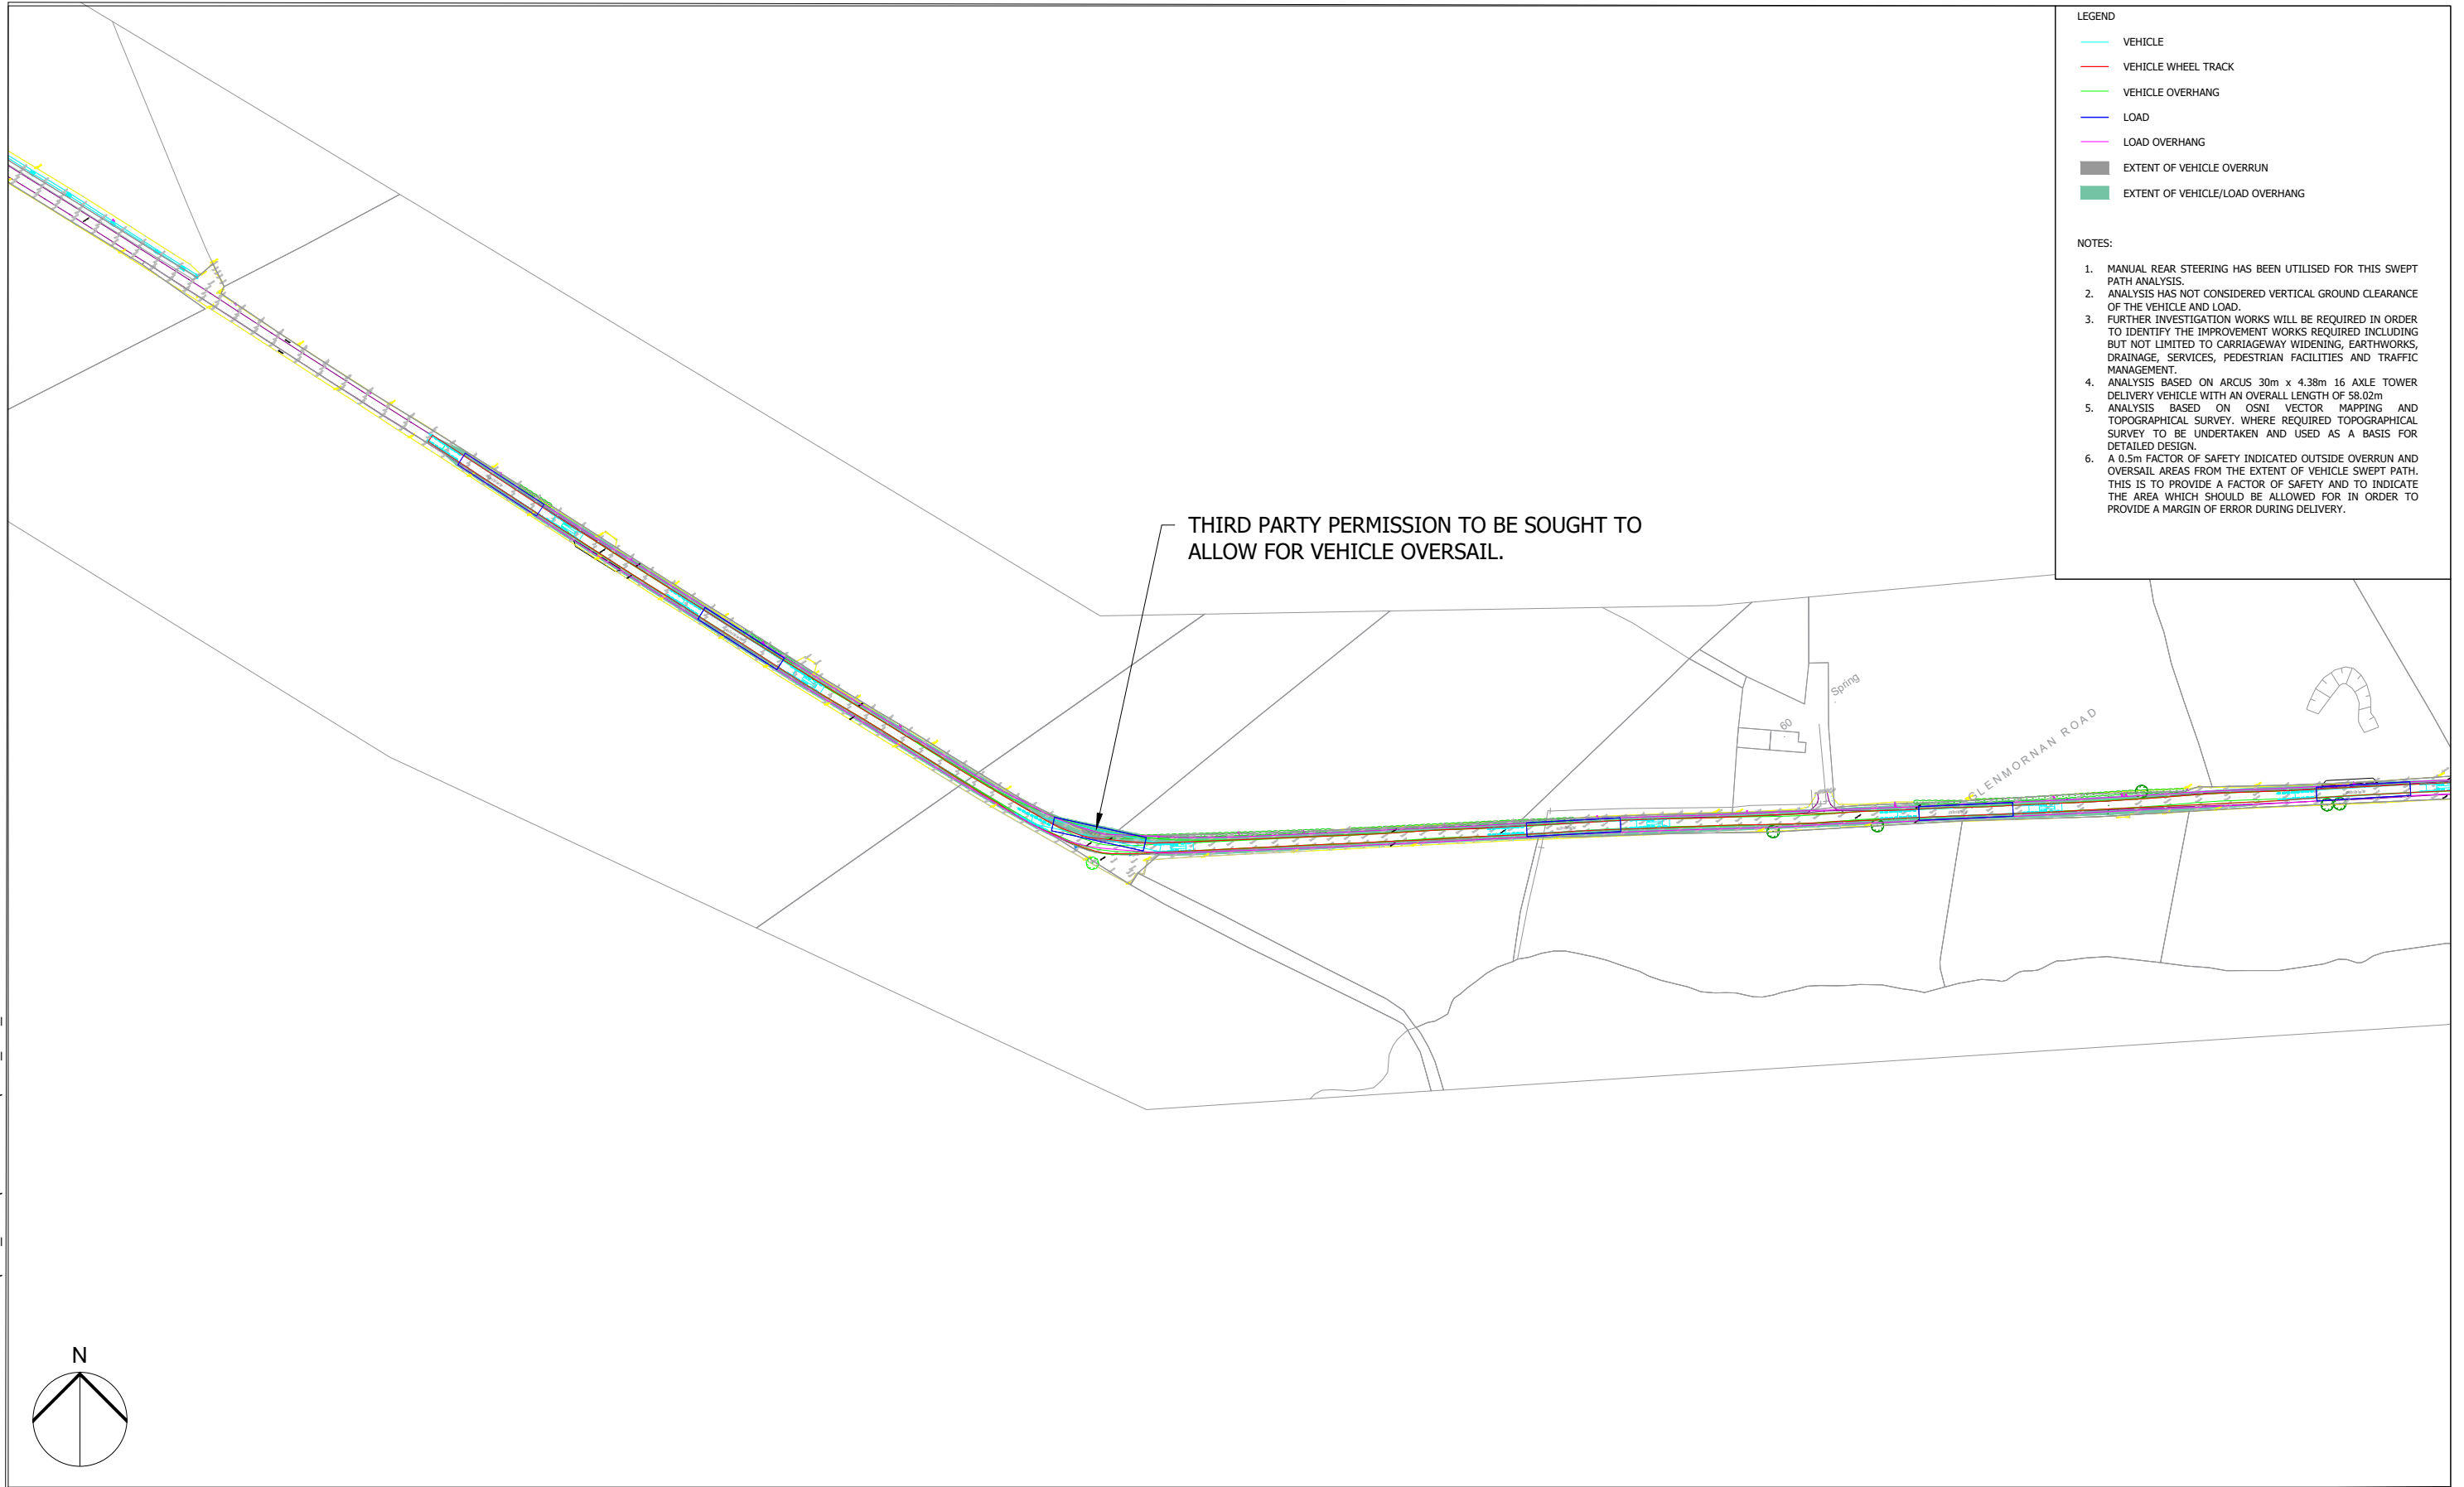 LEGEND
VEHICLE
VEHICLE WHEEL TRACK
VEHICLE OVERHANG
LOAD
LOAD OVERHANG
EXTENT OF VEHICLE OVERRUN
EXTENT OF VEHICLE/LOAD OVERHANG
NOTES:
1. MANUAL REAR STEERING HAS BEEN UTILISED FOR THIS SWEPT
PATH ANALYSIS.
2. ANALYSIS HAS NOT CONSIDERED VERTICAL GROUND CLEARANCE
OF THE VEHICLE AND LOAD.
3. FURTHER INVESTIGATION WORKS WILL BE REQUIRED IN ORDER
TO IDENTIFY THE IMPROVEMENT WORKS REQUIRED INCLUDING
BUT NOT LIMITED TO CARRIAGEWAY WIDENING, EARTHWORKS,
DRAINAGE, SERVICES, PEDESTRIAN FACILITIES AND TRAFFIC
MANAGEMENT.
4. ANALYSIS BASED ON ARCUS 30m x 4.38m 16 AXLE TOWER
DELIVERY VEHICLE WITH AN OVERALL LENGTH OF 58.02m
5. ANALYSIS BASED ON OSNI VECTOR MAPPING AND
TOPOGRAPHICAL SURVEY. WHERE REQUIRED TOPOGRAPHICAL
SURVEY TO BE UNDERTAKEN AND USED AS A BASIS FOR
DETAILED DESIGN.
6. A 0.5m FACTOR OF SAFETY INDICATED OUTSIDE OVERRUN AND
OVERSAIL AREAS FROM THE EXTENT OF VEHICLE SWEPT PATH.
THIS IS TO PROVIDE A FACTOR OF SAFETY AND TO INDICATE
THE AREA WHICH SHOULD BE ALLOWED FOR IN ORDER TO
PROVIDE A MARGIN OF ERROR DURING DELIVERY.
THIRD PARTY PERMISSION TO BE SOUGHT TO
ALLOW FOR VEHICLE OVERSAIL.
Spring
60
GLENMORNAN ROAD
N